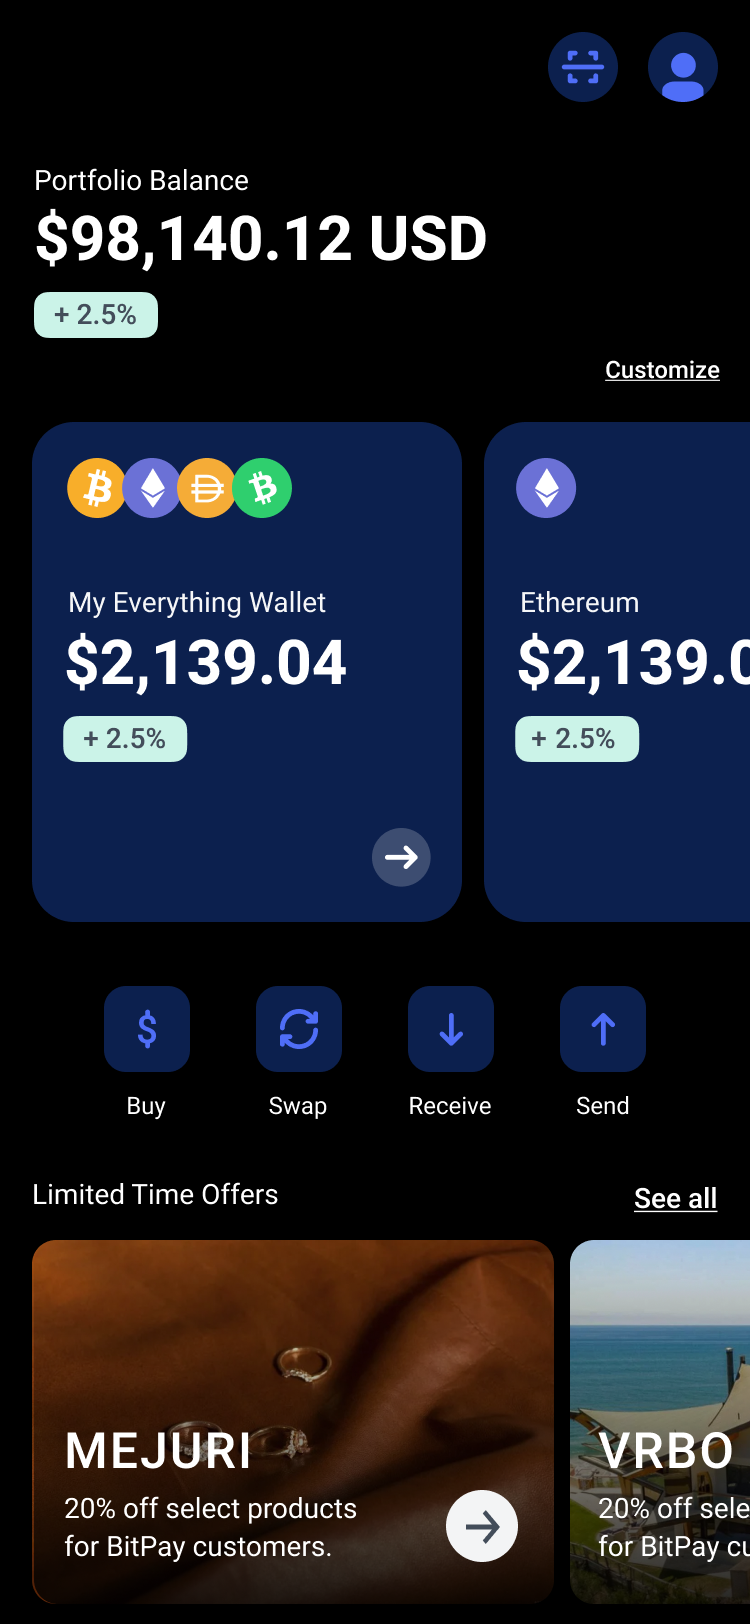 Portfolio Balance
$98,140.12 USD
+ 2.5%
Customize
My Everything Wallet
$2,139.04
+ 2.5%
Ethereum
$2,139.0
+ 2.5%
Buy
Swap
Receive
Send
Limited Time Offers
See all
MEJURI
20% off select products
for BitPay customers.
VRBO
20% off sele
for BitPay cu